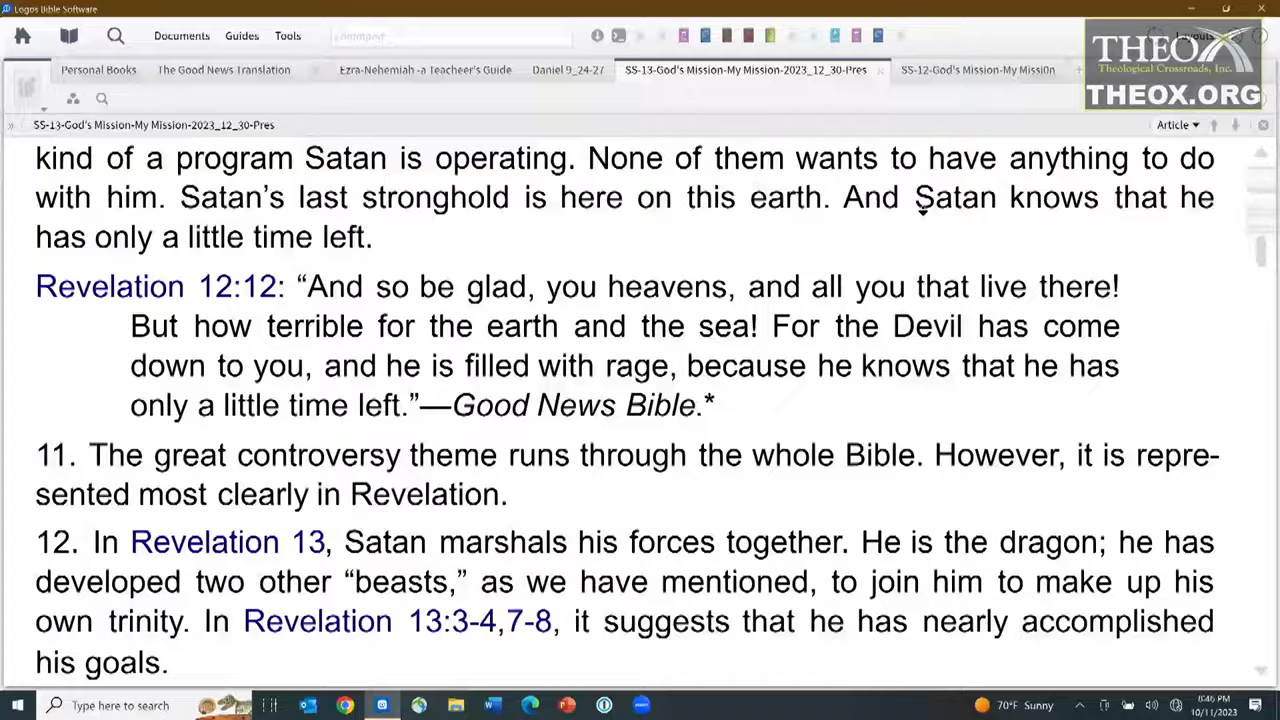 Logos Bible Software
Documents Guides Tools Command Layouts
THEOX
Theological Crossroads, Inc.
THEOX.ORG
Personal Books The Good News Translation Daniel 9_24-27 SS-13-God's Mission-My Mission-2023_12_30-Pres SS-12-God's Mission-My Missi0n
SS-13-God's Mission-My Mission-2023_12_30-Pres Article
kind of a program Satan is operating. None of them wants to have anything to do
with him. Satan’s last stronghold is here on this earth. And Satan knows that he
has only a little time left.
Revelation 12:12: “And so be glad, you heavens, and all you that live there!
But how terrible for the earth and the sea! For the Devil has come
down to you, and he is filled with rage, because he knows that he has
only a little time left.”—Good News Bible.*
11. The great controversy theme runs through the whole Bible. However, it is repre-
sented most clearly in Revelation.
12. In Revelation 13, Satan marshals his forces together. He is the dragon; he has
developed two other “beasts,” as we have mentioned, to join him to make up his
own trinity. In Revelation 13:3-4,7-8, it suggests that he has nearly accomplished
his goals.
Type here to search 70°F Sunny 8:46 PM
10/11/2023